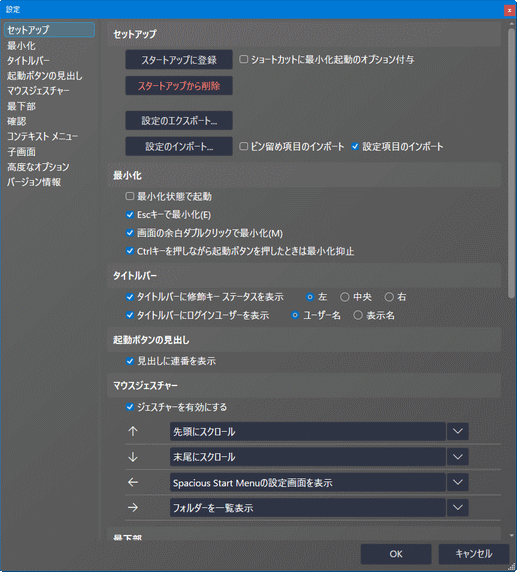 設定
セットアップ
最小化
タイトルバー
起動ボタンの見出し
マウスジェスチャー
最下部
確認
コンテキスト メニュー
子画面
高度なオプション
バージョン情報
セットアップ
スタートアップに登録 ショートカットに最小化起動のオプション付与
スタートアップから削除
設定のエクスポート...
設定のインポート... ピン留め項目のインポート 設定項目のインポート
最小化
最小化状態で起動
Escキーで最小化(E)
画面の余白ダブルクリックで最小化(M)
Ctrlキーを押しながら起動ボタンを押したときは最小化抑止
タイトルバー
タイトルバーに修飾キー ステータスを表示 左 中央 右
タイトルバーにログインユーザーを表示 ユーザー名 表示名
起動ボタンの見出し
見出しに連番を表示
マウスジェスチャー
ジェスチャーを有効にする
↑ 先頭にスクロール
↓ 末尾にスクロール
← Spacious Start Menuの設定画面を表示
→ フォルダーを一覧表示
最下部
OK キャンセル